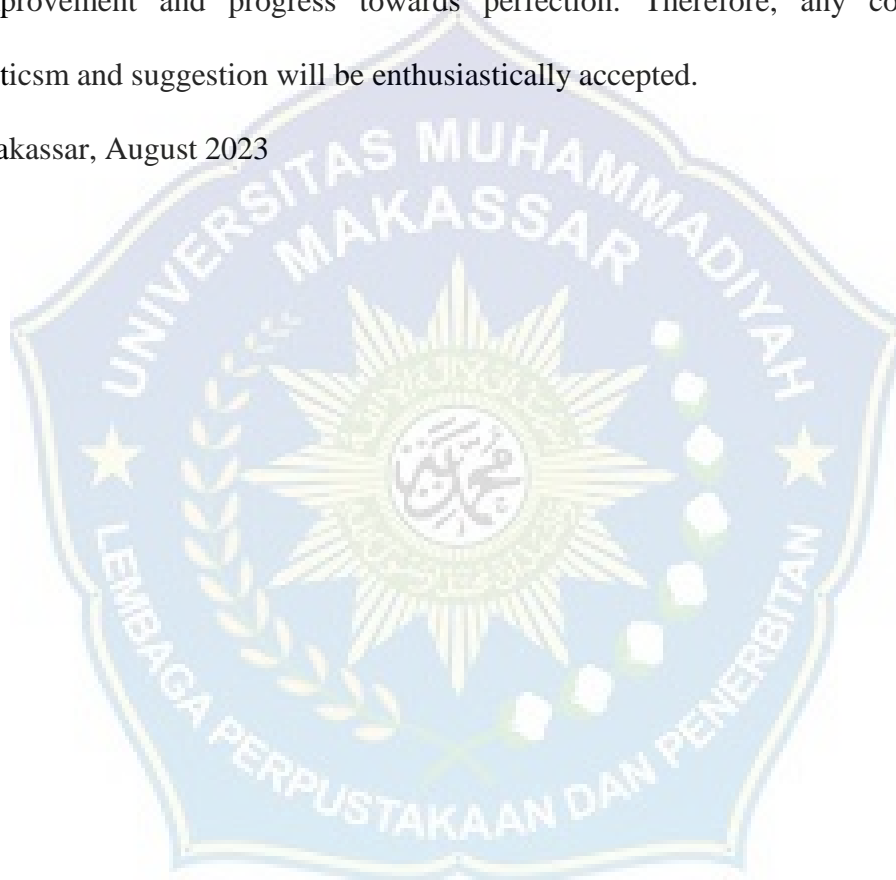 provement and progress towards perfection. Therefore, any co
ticsm and suggestion will be enthusiastically accepted.
akassar, August 2023
UNIVERSITAS MUHAMMADIYAH
MAKASSAR
محمد
LEMBAGA PERPUSTAKAAN DAN PENERBITAN